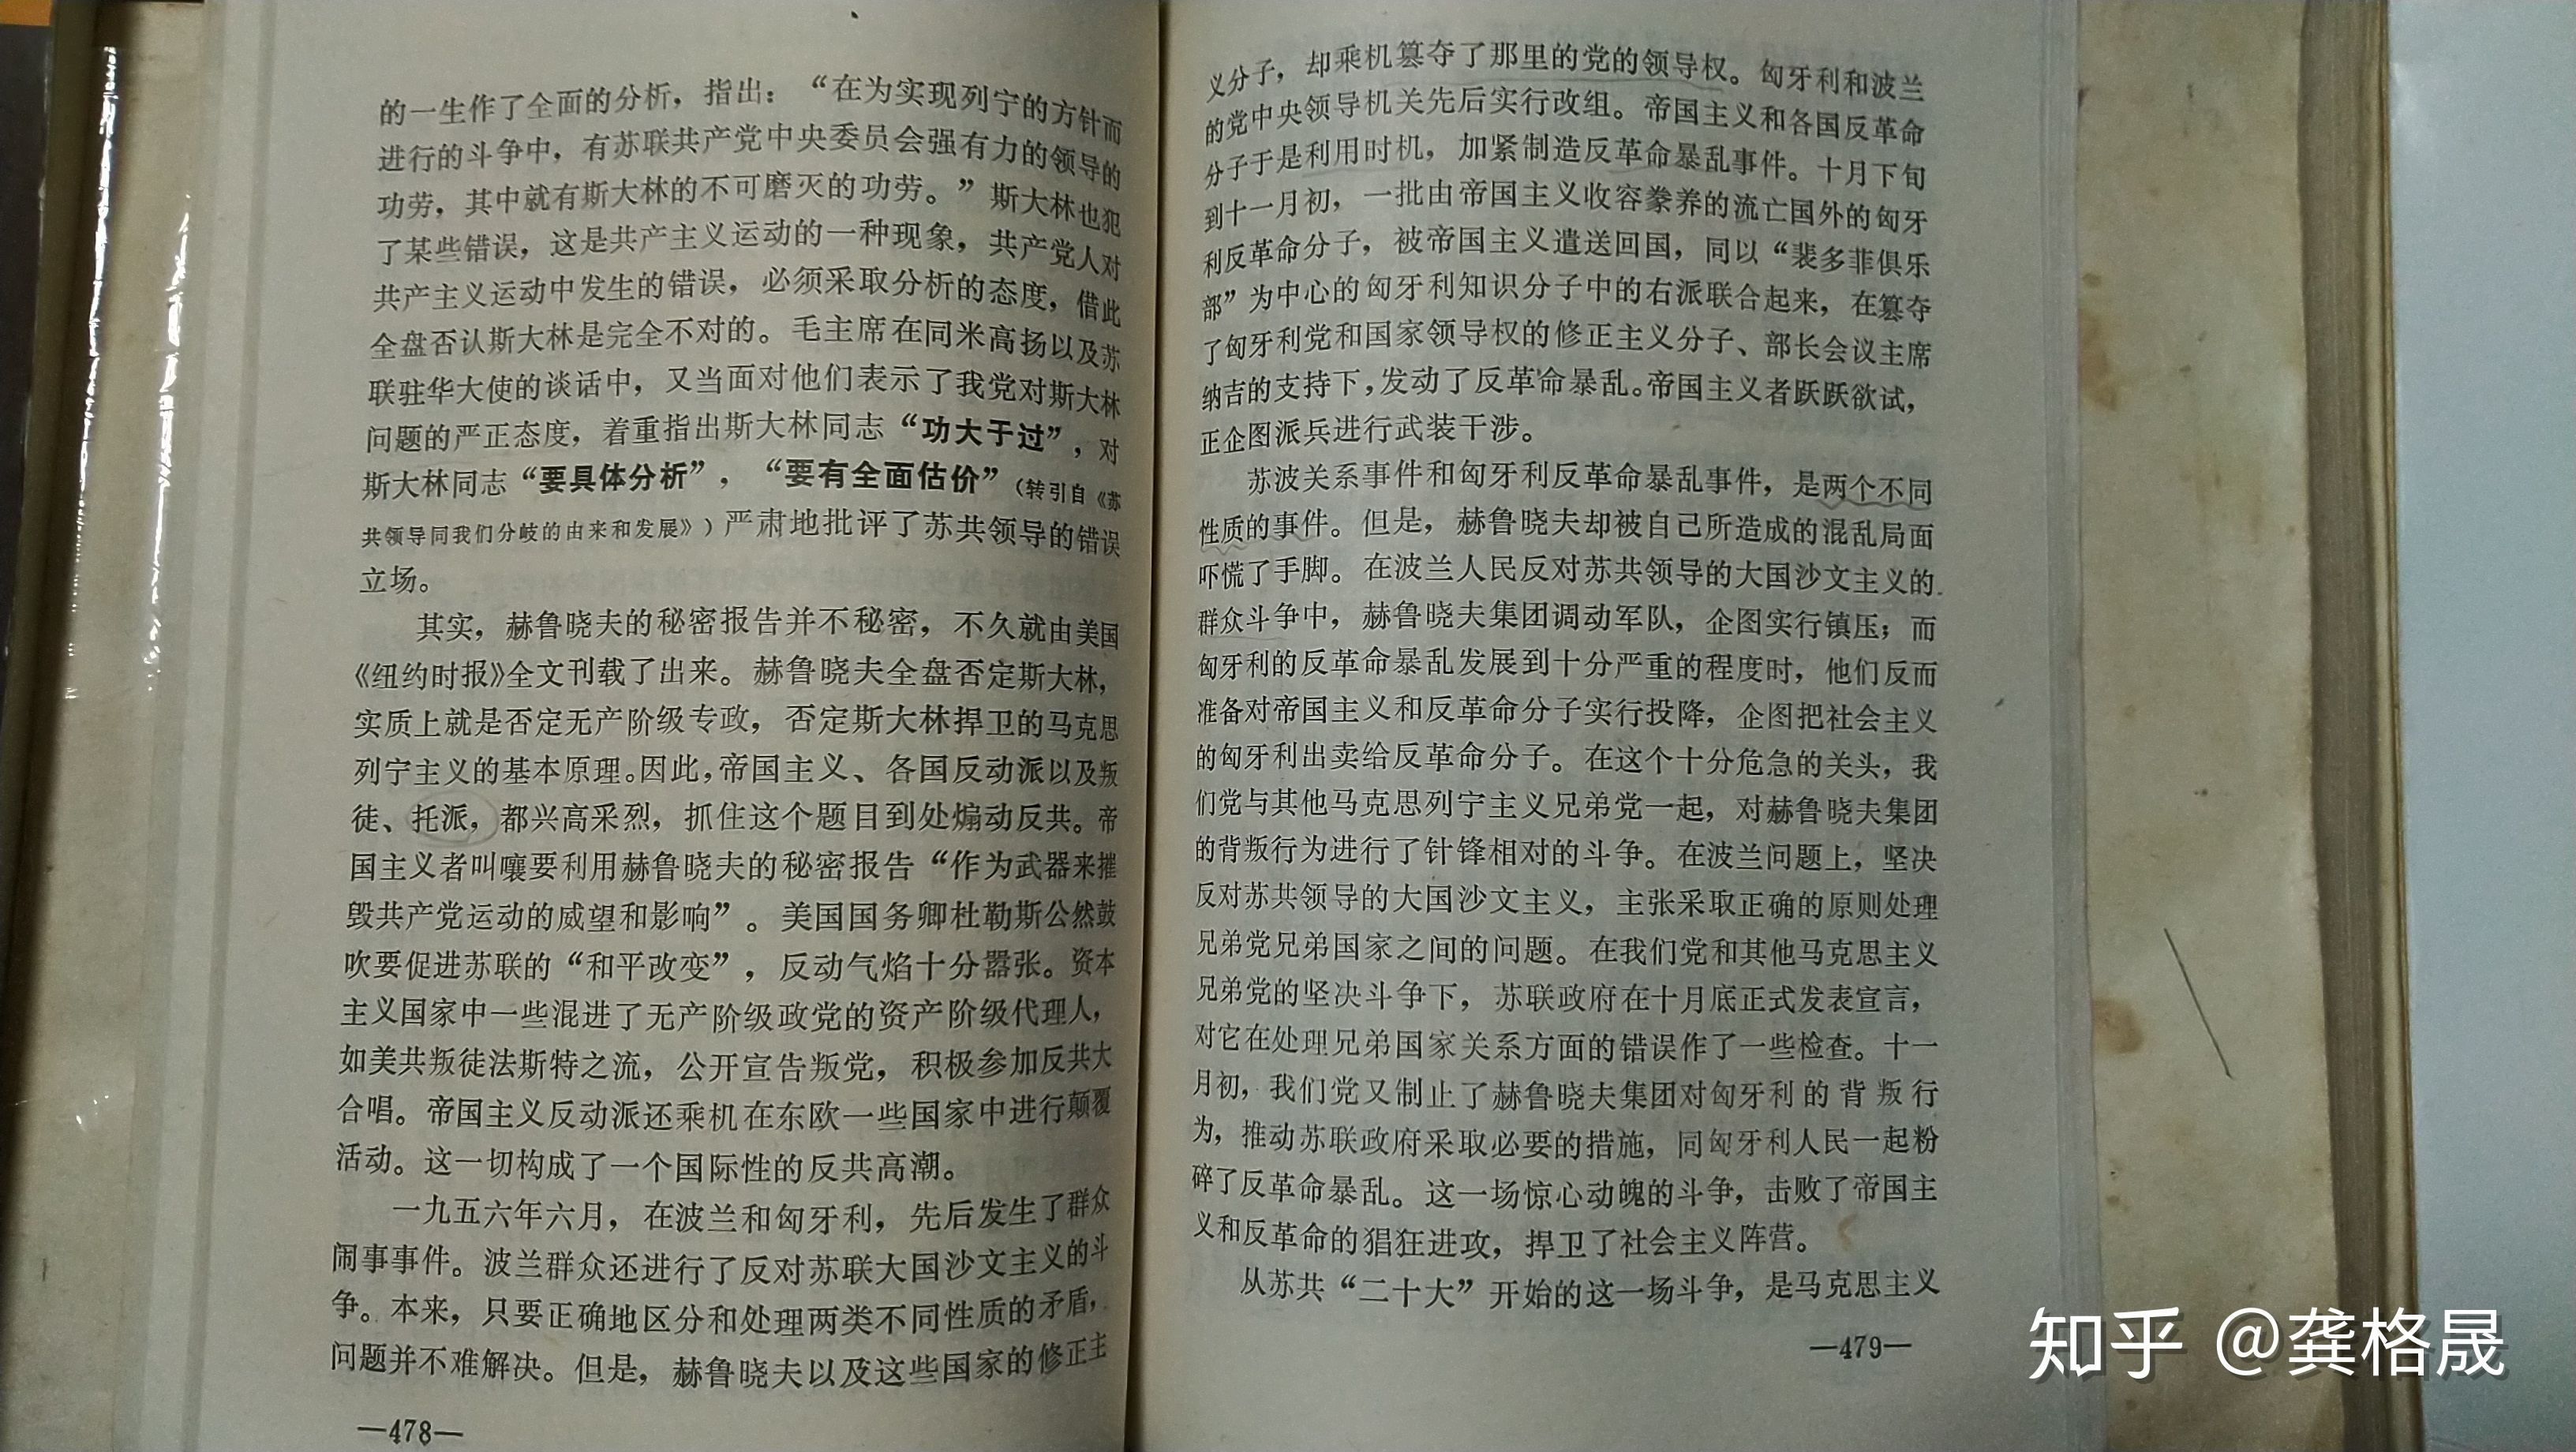 的一生作了全面的分析，指出：“在为实现列宁的方针而
进行的斗争中，有苏联共产党中央委员会强有力的领导的
功劳，其中就有斯大林的不可磨灭的功劳。”斯大林也犯
了某些错误，这是共产主义运动的一种现象，共产党人对
共产主义运动中发生的错误，必须采取分析的态度，借此
全盘否认斯大林是完全不对的。毛主席在同米高扬以及苏
联驻华大使的谈话中，又当面对他们表示了我党对斯大林
问题的严正态度，着重指出斯大林同志“功大于过”，对
斯大林同志“要具体分析”，“要有全面估价”（转引自《苏
共领导同我们分岐的由来和发展》）严肃地批评了苏共领导的错误
立场。
其实，赫鲁晓夫的秘密报告并不秘密，不久就由美国
《纽约时报》全文刊载了出来。赫鲁晓夫全盘否定斯大林，
实质上就是否定无产阶级专政，否定斯大林捍卫的马克思
列宁主义的基本原理。因此，帝国主义、各国反动派以及叛
徒、托派，都兴高采烈，抓住这个题目到处煽动反共。帝
国主义者叫嚷要利用赫鲁晓夫的秘密报告“作为武器来摧
毁共产党运动的威望和影响”。美国国务卿杜勒斯公然鼓
吹要促进苏联的“和平改变”，反动气焰十分嚣张。资本
主义国家中一些混进了无产阶级政党的资产阶级代理人，
如美共叛徒法斯特之流，公开宣告叛党，积极参加反共大
合唱。帝国主义反动派还乘机在东欧一些国家中进行颠覆
活动。这一切构成了一个国际性的反共高潮。
一九五六年六月，在波兰和匈牙利，先后发生了群众
闹事事件。波兰群众还进行了反对苏联大国沙文主义的斗
争。本来，只要正确地区分和处理两类不同性质的矛盾，
问题并不难解决。但是，赫鲁晓夫以及这些国家的修正主
—478—
义分子，却乘机篡夺了那里的党的领导权。匈牙利和波兰
的党中央领导机关先后实行改组。帝国主义和各国反革命
分子于是利用时机，加紧制造反革命暴乱事件。十月下旬
到十一月初，一批由帝国主义收容豢养的流亡国外的匈牙
利反革命分子，被帝国主义遣送回国，同以“裴多菲俱乐
部”为中心的匈牙利知识分子中的右派联合起来，在篡夺
了匈牙利党和国家领导权的修正主义分子、部长会议主席
纳吉的支持下，发动了反革命暴乱。帝国主义者跃跃欲试，
正企图派兵进行武装干涉。
苏波关系事件和匈牙利反革命暴乱事件，是两个不同
性质的事件。但是，赫鲁晓夫却被自己所造成的混乱局面
吓慌了手脚。在波兰人民反对苏共领导的大国沙文主义的
群众斗争中，赫鲁晓夫集团调动军队，企图实行镇压；而
匈牙利的反革命暴乱发展到十分严重的程度时，他们反而
准备对帝国主义和反革命分子实行投降，企图把社会主义
的匈牙利出卖给反革命分子。在这个十分危急的关头，我
们党与其他马克思列宁主义兄弟党一起，对赫鲁晓夫集团
的背叛行为进行了针锋相对的斗争。在波兰问题上，坚决
反对苏共领导的大国沙文主义，主张采取正确的原则处理
兄弟党兄弟国家之间的问题。在我们党和其他马克思主义
兄弟党的坚决斗争下，苏联政府在十月底正式发表宣言，
对它在处理兄弟国家关系方面的错误作了一些检查。十一
月初，我们党又制止了赫鲁晓夫集团对匈牙利的背叛行
为，推动苏联政府采取必要的措施，同匈牙利人民一起粉
碎了反革命暴乱。这一场惊心动魄的斗争，击败了帝国主
义和反革命的猖狂进攻，捍卫了社会主义阵营。
从苏共“二十大”开始的这一场斗争，是马克思主义
—479—
知乎 @龚格晟